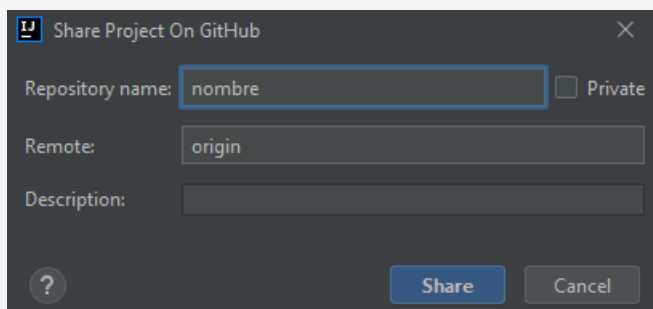 IJ Share Project On GitHub
Repository name: nombre Private
Remote: origin
Description:
? Share Cancel